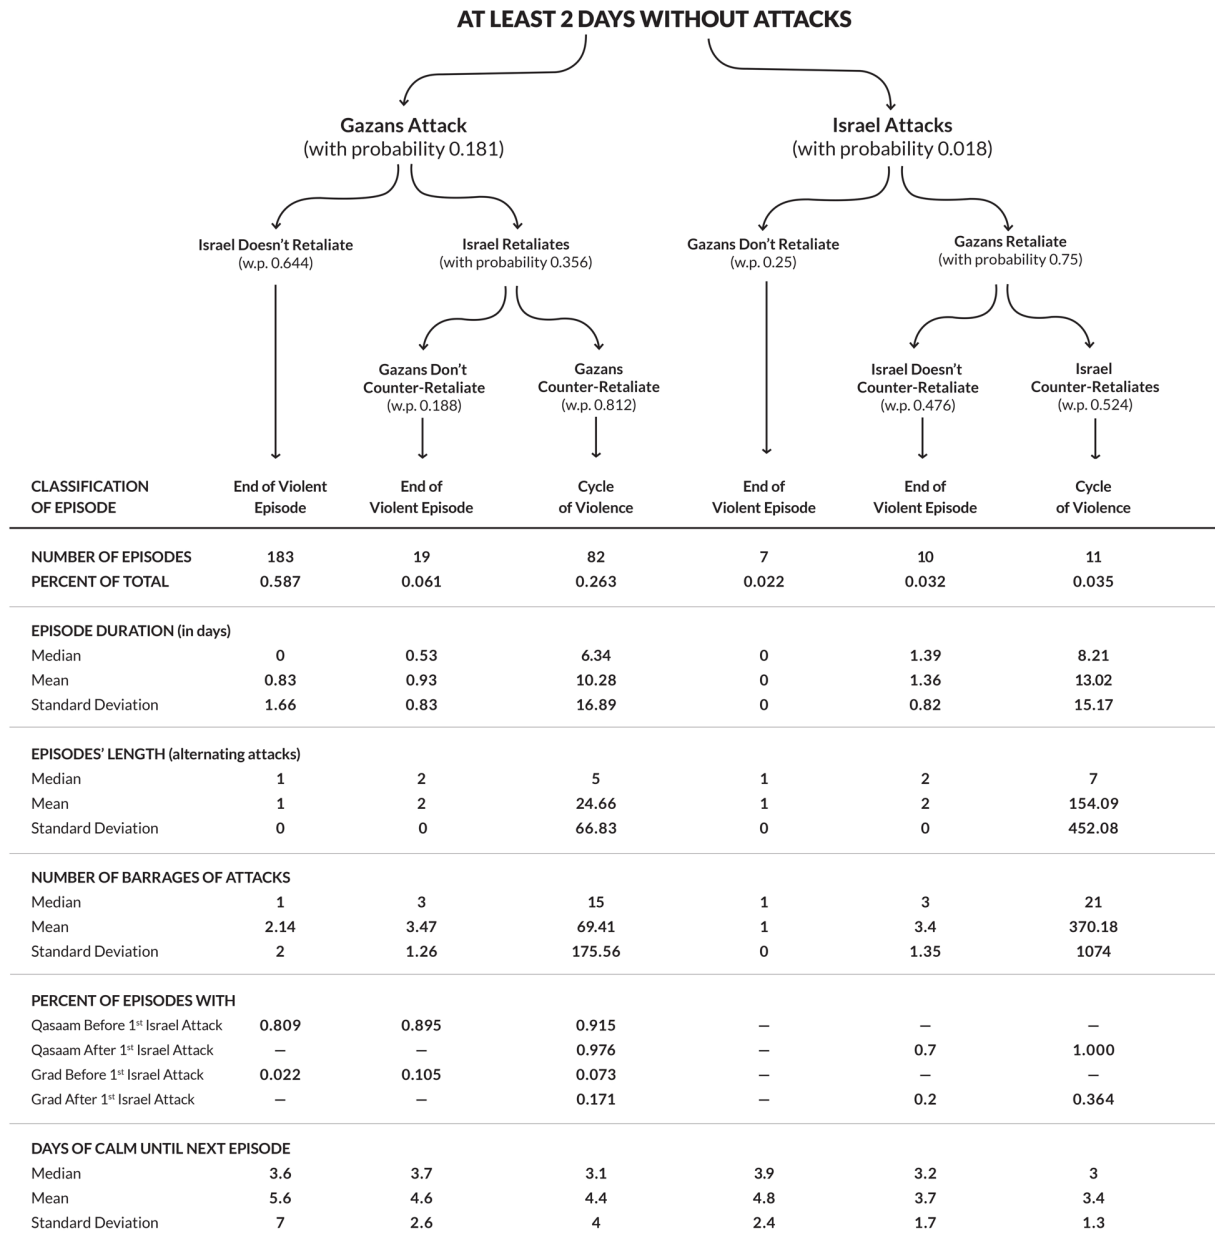 AT LEAST 2 DAYS WITHOUT ATTACKS
Gazans Attack
(with probability 0.181)
Israel Attacks
(with probability 0.018)
Israel Doesn't Retaliate
(w.p. 0.644)
Israel Retaliates
(with probability 0.356)
Gazans Don't Retaliate
(w.p. 0.25)
Gazans Retaliate
(with probability 0.75)
Gazans Don't
Counter-Retaliate
(w.p. 0.188)
Gazans
Counter-Retaliate
(w.p. 0.812)
Israel Doesn't
Counter-Retaliate
(w.p. 0.476)
Israel
Counter-Retaliates
(w.p. 0.524)
CLASSIFICATION End of Violent End of Cycle End of End of Cycle
OF EPISODE Episode Violent Episode of Violence Violent Episode Violent Episode of Violence
NUMBER OF EPISODES 183 19 82 7 10 11
PERCENT OF TOTAL 0.587 0.061 0.263 0.022 0.032 0.035
EPISODE DURATION (in days)
Median 0 0.53 6.34 0 1.39 8.21
Mean 0.83 0.93 10.28 0 1.36 13.02
Standard Deviation 1.66 0.83 16.89 0 0.82 15.17
EPISODES' LENGTH (alternating attacks)
Median 1 2 5 1 2 7
Mean 1 2 24.66 1 2 154.09
Standard Deviation 0 0 66.83 0 0 452.08
NUMBER OF BARRAGES OF ATTACKS
Median 1 3 15 1 3 21
Mean 2.14 3.47 69.41 1 3.4 370.18
Standard Deviation 2 1.26 175.56 0 1.35 1074
PERCENT OF EPISODES WITH
Qasaam Before 1st Israel Attack 0.809 0.895 0.915 — — —
Qasaam After 1st Israel Attack — — 0.976 — 0.7 1.000
Grad Before 1st Israel Attack 0.022 0.105 0.073 — — —
Grad After 1st Israel Attack — — 0.171 — 0.2 0.364
DAYS OF CALM UNTIL NEXT EPISODE
Median 3.6 3.7 3.1 3.9 3.2 3
Mean 5.6 4.6 4.4 4.8 3.7 3.4
Standard Deviation 7 2.6 4 2.4 1.7 1.3